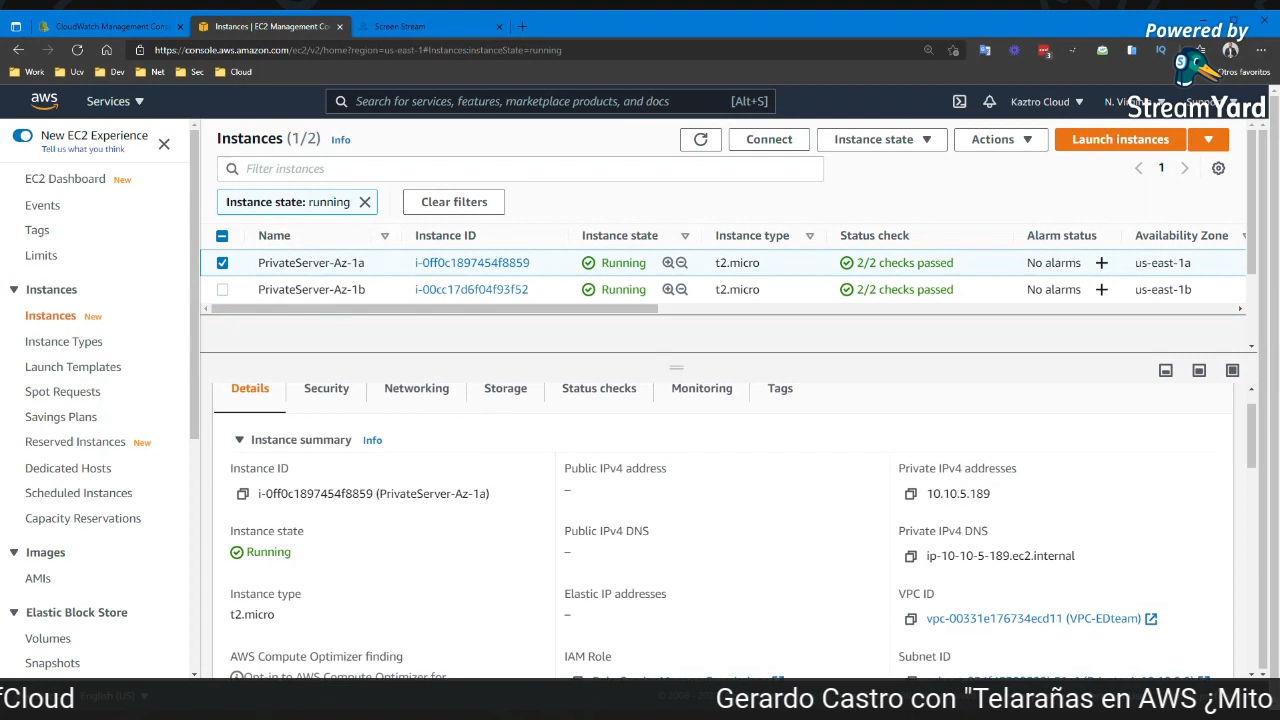 CloudWatch Management Con
Instances | EC2 Management Co
Screen Stream
Powered by
https://console.aws.amazon.com/ec2/v2/home?region=us-east-1#Instances:instanceState=running
Work
Ucv
Dev
Net
Sec
Cloud
Otros favoritos
aws
Services
Search for services, features, marketplace products, and docs
[Alt+S]
Kaztro Cloud
N. Vi
StreamYard
New EC2 Experience
Tell us what you think
Instances (1/2)
Info
Connect
Instance state
Actions
Launch instances
Filter instances
1
Instance state: running
Clear filters
EC2 Dashboard New
Events
Tags
Limits
Instances
Instances New
Instance Types
Launch Templates
Spot Requests
Savings Plans
Reserved Instances New
Dedicated Hosts
Scheduled Instances
Capacity Reservations
Images
AMIs
Elastic Block Store
Volumes
Snapshots
Name Instance ID Instance state Instance type Status check Alarm status Availability Zone
PrivateServer-Az-1a i-0ff0c1897454f8859 Running t2.micro 2/2 checks passed No alarms us-east-1a
PrivateServer-Az-1b i-00cc17d6f04f93f52 Running t2.micro 2/2 checks passed No alarms us-east-1b
Details Security Networking Storage Status checks Monitoring Tags
Instance summary Info
Instance ID
i-0ff0c1897454f8859 (PrivateServer-Az-1a)
Public IPv4 address
–
Private IPv4 addresses
10.10.5.189
Instance state
Running
Public IPv4 DNS
–
Private IPv4 DNS
ip-10-10-5-189.ec2.internal
Instance type
t2.micro
Elastic IP addresses
–
VPC ID
vpc-00331e176734ecd11 (VPC-EDteam)
AWS Compute Optimizer finding
Opt-in to AWS Compute Optimizer for
IAM Role
Subnet ID
English (US)
fCloud
Gerardo Castro con "Telarañas en AWS ¿Mito